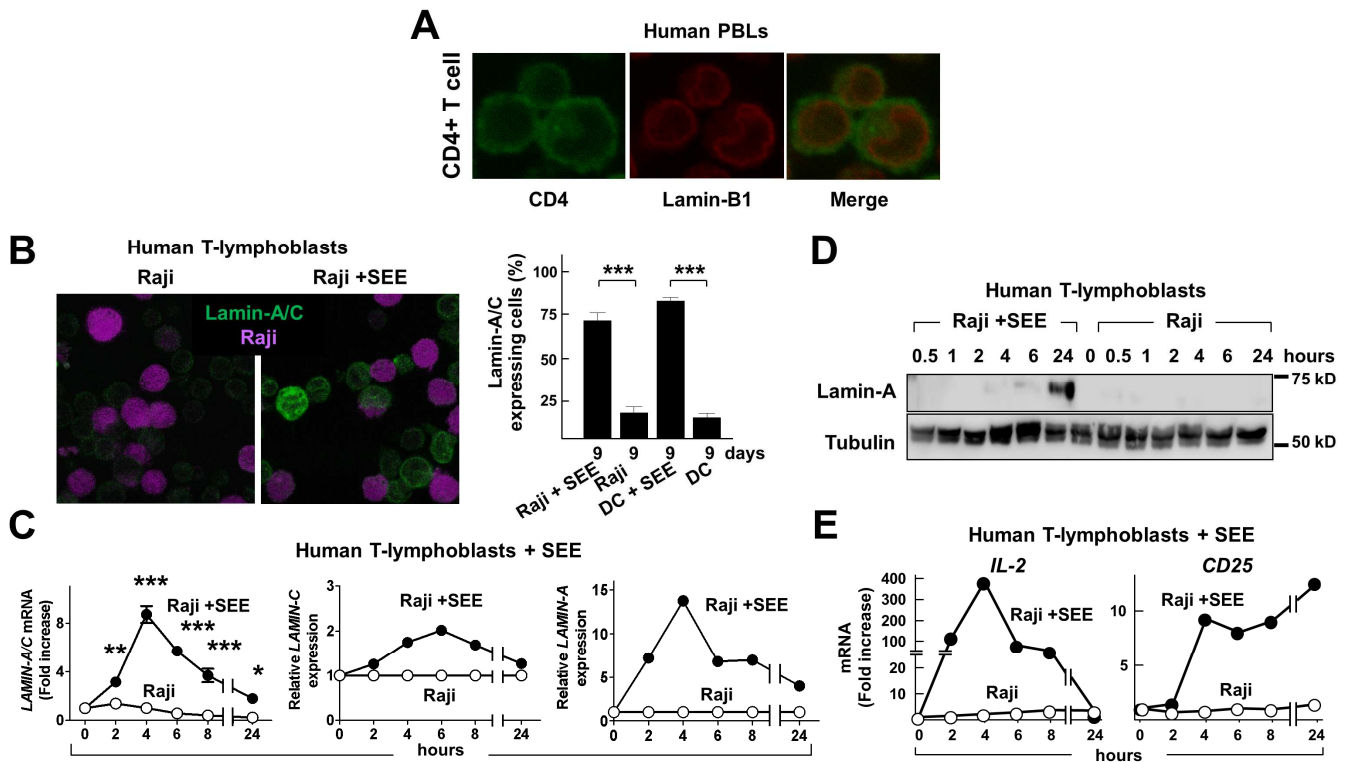 A
Human PBLs
CD4+ T cell
CD4
Lamin-B1
Merge
B
Human T-lymphoblasts
Raji
Raji +SEE
Lamin-A/C
Raji
Lamin-A/C
expressing cells (%)
100
75
50
25
***
***
9 9 9 9 days
Raji + SEE
Raji
DC + SEE
DC
D
Human T-lymphoblasts
Raji +SEE
Raji
0.5 1 2 4 6 24 0 0.5 1 2 4 6 24 hours
Lamin-A
75 kD
Tubulin
50 kD
C
Human T-lymphoblasts + SEE
LAMIN-A/C mRNA
(Fold increase)
8
4
0
***
Raji +SEE
***
**
***
*
Raji
0 2 4 6 8 24
Relative LAMIN-C
expression
3
2
1
0
Raji +SEE
Raji
0 2 4 6 8 24
hours
Relative LAMIN-A
expression
15
10
5
0
Raji +SEE
Raji
0 2 4 6 8 24
E
Human T-lymphoblasts + SEE
IL-2
mRNA
(Fold increase)
400
300
200
100
20
10
Raji +SEE
Raji
0 2 4 6 8 24
CD25
10
5
Raji +SEE
Raji
0 2 4 6 8 24
hours